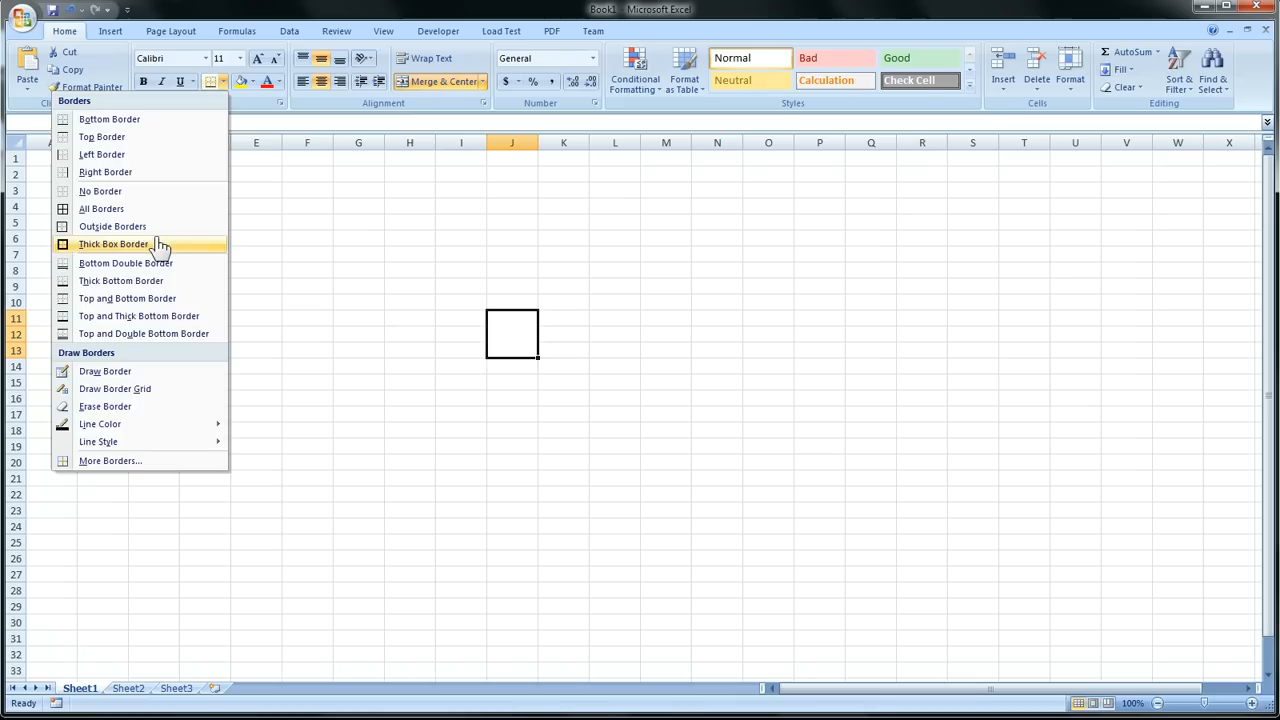 Book1 - Microsoft Excel
Home Insert Page Layout Formulas Data Review View Developer Load Test PDF Team
Paste
Cut
Copy
Format Painter
Calibri 11
B I U
Wrap Text
Merge & Center
Alignment
General
$ % ,
Number
Conditional Formatting
Format as Table
Normal Bad Good
Neutral Calculation Check Cell
Styles
Insert Delete Format
Cells
AutoSum
Fill
Clear
Sort & Filter
Find & Select
Editing
Borders
Bottom Border
Top Border
Left Border
Right Border
No Border
All Borders
Outside Borders
Thick Box Border
Bottom Double Border
Thick Bottom Border
Top and Bottom Border
Top and Thick Bottom Border
Top and Double Bottom Border
Draw Borders
Draw Border
Draw Border Grid
Erase Border
Line Color
Line Style
More Borders...
E F G H I J L M N O P Q R S T U V W X
1
2
3
4
5
6
7
8
9
10
11
12
13
14
15
16
17
18
19
20
21
22
23
24
25
26
27
28
29
30
31
32
33
Sheet1 Sheet2 Sheet3
Ready
100%